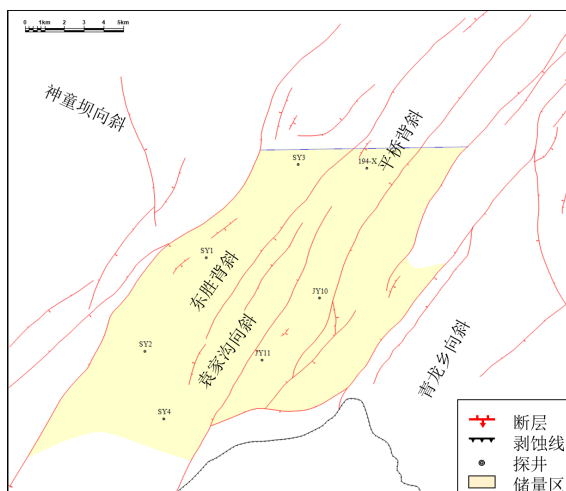 0 1km 2 3 4 5km
神童坝向斜
平桥背斜
SY3
194-X
SY1
东胜背斜
JY10
袁家沟向斜
SY2
JY11
青龙乡向斜
SY4
断层
剥蚀线
探井
储量区